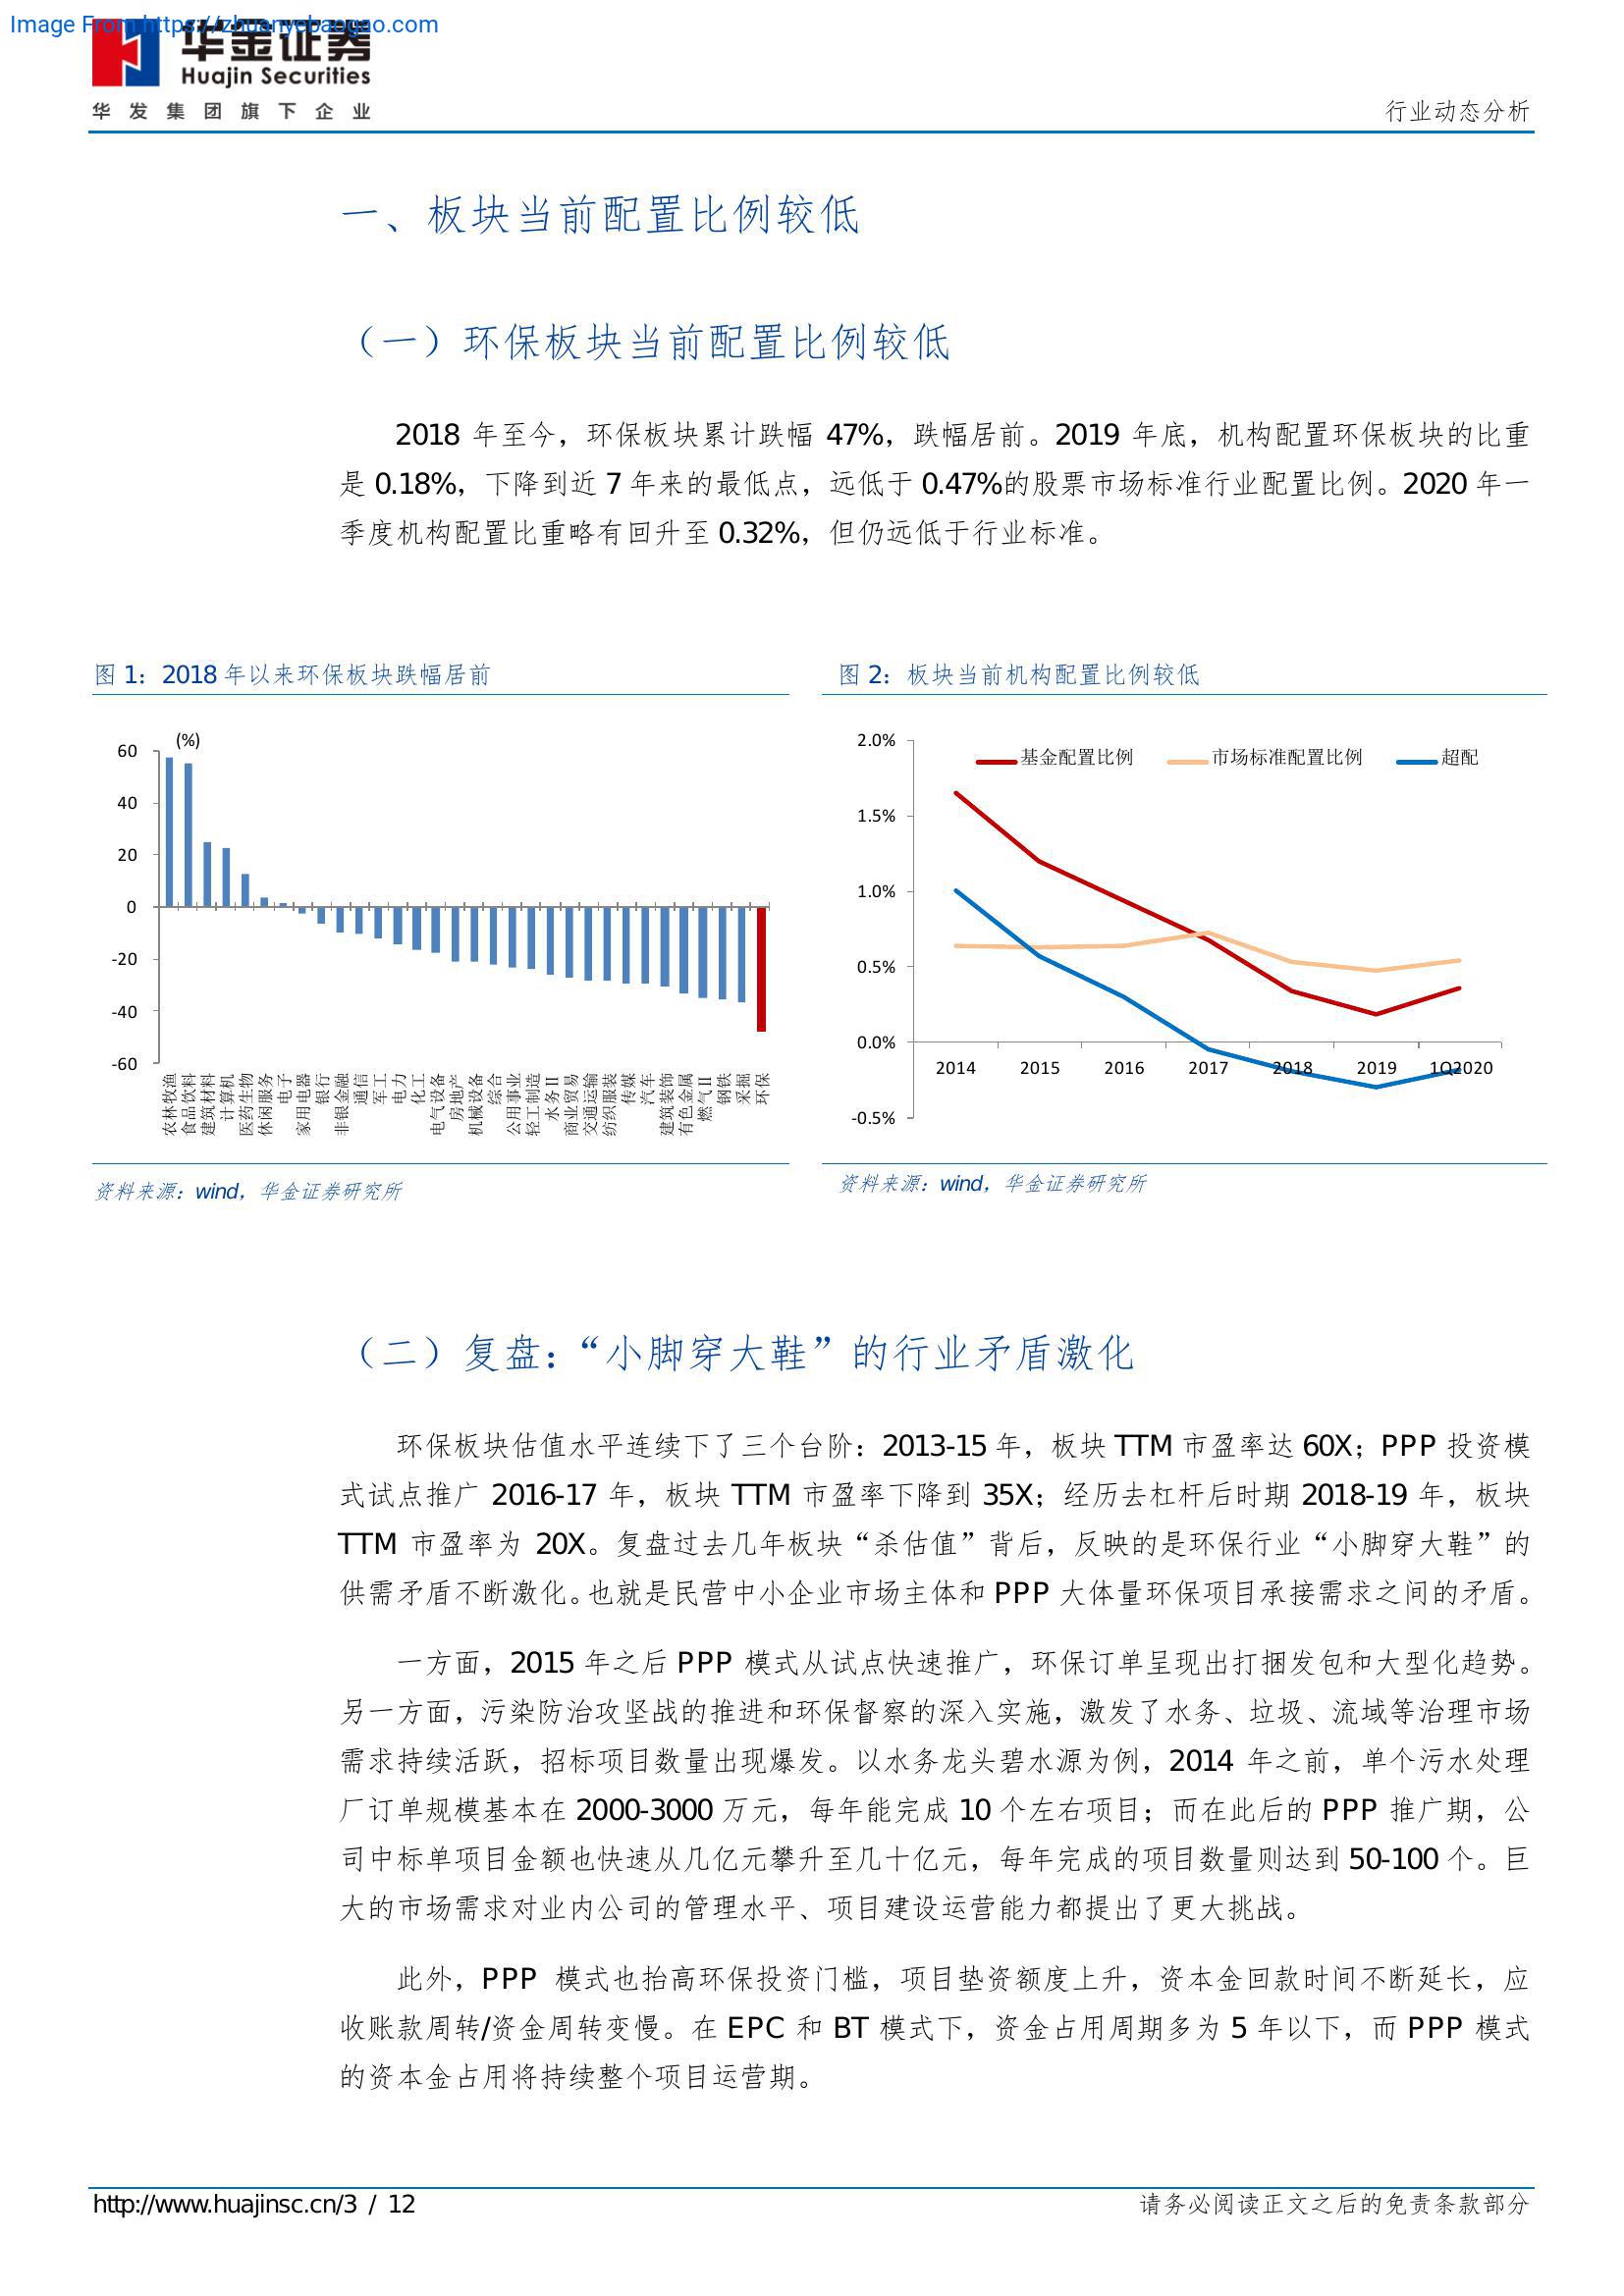 Image From https://zhuanyebaogao.com
华金证券
Huajin Securities
华发集团旗下企业
行业动态分析
一、板块当前配置比例较低
（一）环保板块当前配置比例较低
2018 年至今，环保板块累计跌幅 47%，跌幅居前。2019 年底，机构配置环保板块的比重
是 0.18%，下降到近 7 年来的最低点，远低于 0.47%的股票市场标准行业配置比例。2020 年一
季度机构配置比重略有回升至 0.32%，但仍远低于行业标准。
图 1：2018 年以来环保板块跌幅居前
(%)
60
40
20
0
-20
-40
-60
农林牧渔
食品饮料
建筑材料
计算机
医药生物
休闲服务
电子
家用电器
银行
非银金融
通信
军工
电力
化工
电气设备
房地产
机械设备
综合
公用事业
轻工制造
水务Ⅱ
商业贸易
交通运输
纺织服装
传媒
汽车
建筑装饰
有色金属
燃气Ⅱ
钢铁
采掘
环保
资料来源：wind，华金证券研究所
图 2：板块当前机构配置比例较低
基金配置比例 市场标准配置比例 超配
2.0%
1.5%
1.0%
0.5%
0.0%
-0.5%
2014 2015 2016 2017 2018 2019 1Q2020
资料来源：wind，华金证券研究所
（二）复盘：“小脚穿大鞋”的行业矛盾激化
环保板块估值水平连续下了三个台阶：2013-15 年，板块 TTM 市盈率达 60X；PPP 投资模
式试点推广 2016-17 年，板块 TTM 市盈率下降到 35X；经历去杠杆后时期 2018-19 年，板块
TTM 市盈率为 20X。复盘过去几年板块“杀估值”背后，反映的是环保行业“小脚穿大鞋”的
供需矛盾不断激化。也就是民营中小企业市场主体和 PPP 大体量环保项目承接需求之间的矛盾。
一方面，2015 年之后 PPP 模式从试点快速推广，环保订单呈现出打捆发包和大型化趋势。
另一方面，污染防治攻坚战的推进和环保督察的深入实施，激发了水务、垃圾、流域等治理市场
需求持续活跃，招标项目数量出现爆发。以水务龙头碧水源为例，2014 年之前，单个污水处理
厂订单规模基本在 2000-3000 万元，每年能完成 10 个左右项目；而在此后的 PPP 推广期，公
司中标单项目金额也快速从几亿元攀升至几十亿元，每年完成的项目数量则达到 50-100 个。巨
大的市场需求对业内公司的管理水平、项目建设运营能力都提出了更大挑战。
此外，PPP 模式也抬高环保投资门槛，项目垫资额度上升，资本金回款时间不断延长，应
收账款周转/资金周转变慢。在 EPC 和 BT 模式下，资金占用周期多为 5 年以下，而 PPP 模式
的资本金占用将持续整个项目运营期。
http://www.huajinsc.cn/3 / 12
请务必阅读正文之后的免责条款部分